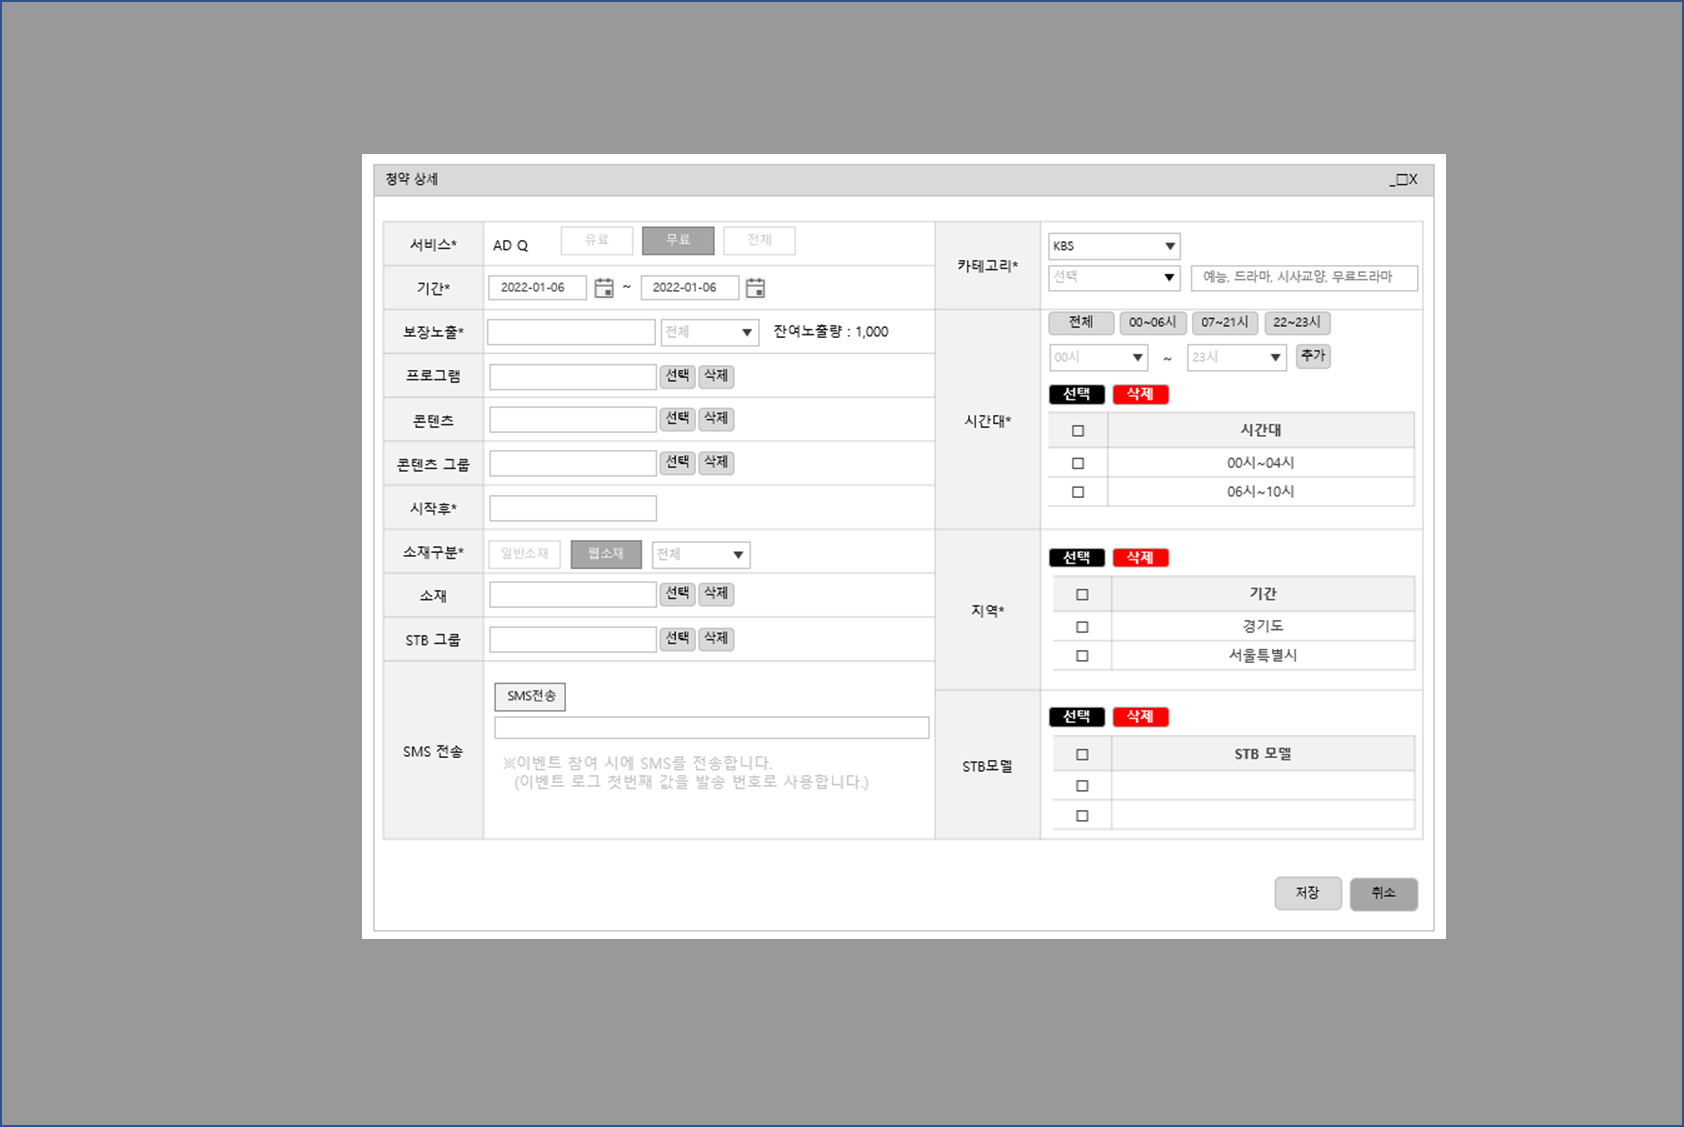 청약 상세
_□X
서비스* AD Q 유료 무료 전체
기간* 2022-01-06 ~ 2022-01-06
보장노출* 전체 잔여노출량 : 1,000
프로그램 선택 삭제
콘텐츠 선택 삭제
콘텐츠 그룹 선택 삭제
시작후*
소재구분* 일반소재 웹소재 전체
소재 선택 삭제
STB 그룹 선택 삭제
SMS 전송 SMS전송
※이벤트 참여 시에 SMS를 전송합니다.
(이벤트 로그 첫번째 값을 발송 번호로 사용합니다.)
카테고리* KBS
선택 예능, 드라마, 시사교양, 무료드라마
시간대* 전체 00~06시 07~21시 22~23시
00시 ~ 23시 추가
선택 삭제
시간대
00시~04시
06시~10시
지역* 선택 삭제
기간
경기도
서울특별시
STB모델 선택 삭제
STB 모델
저장 취소